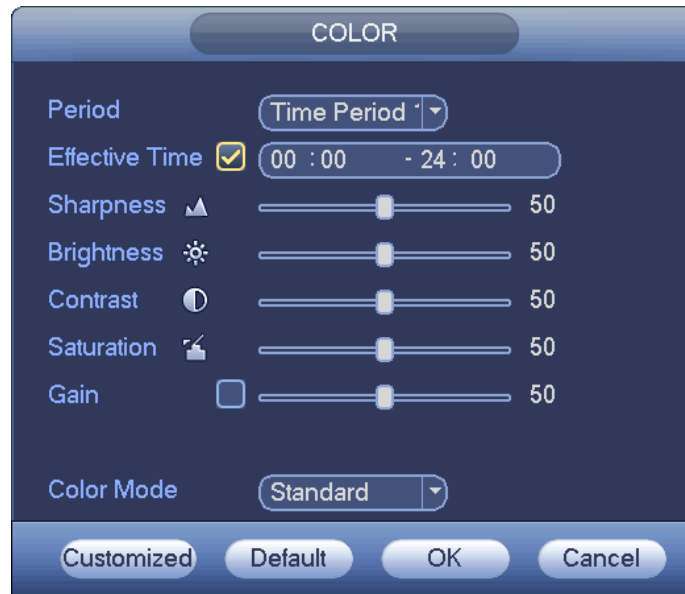 COLOR
Period Time Period 1
Effective Time 00 :00 - 24 : 00
Sharpness 50
Brightness 50
Contrast 50
Saturation 50
Gain 50
Color Mode Standard
Customized Default OK Cancel